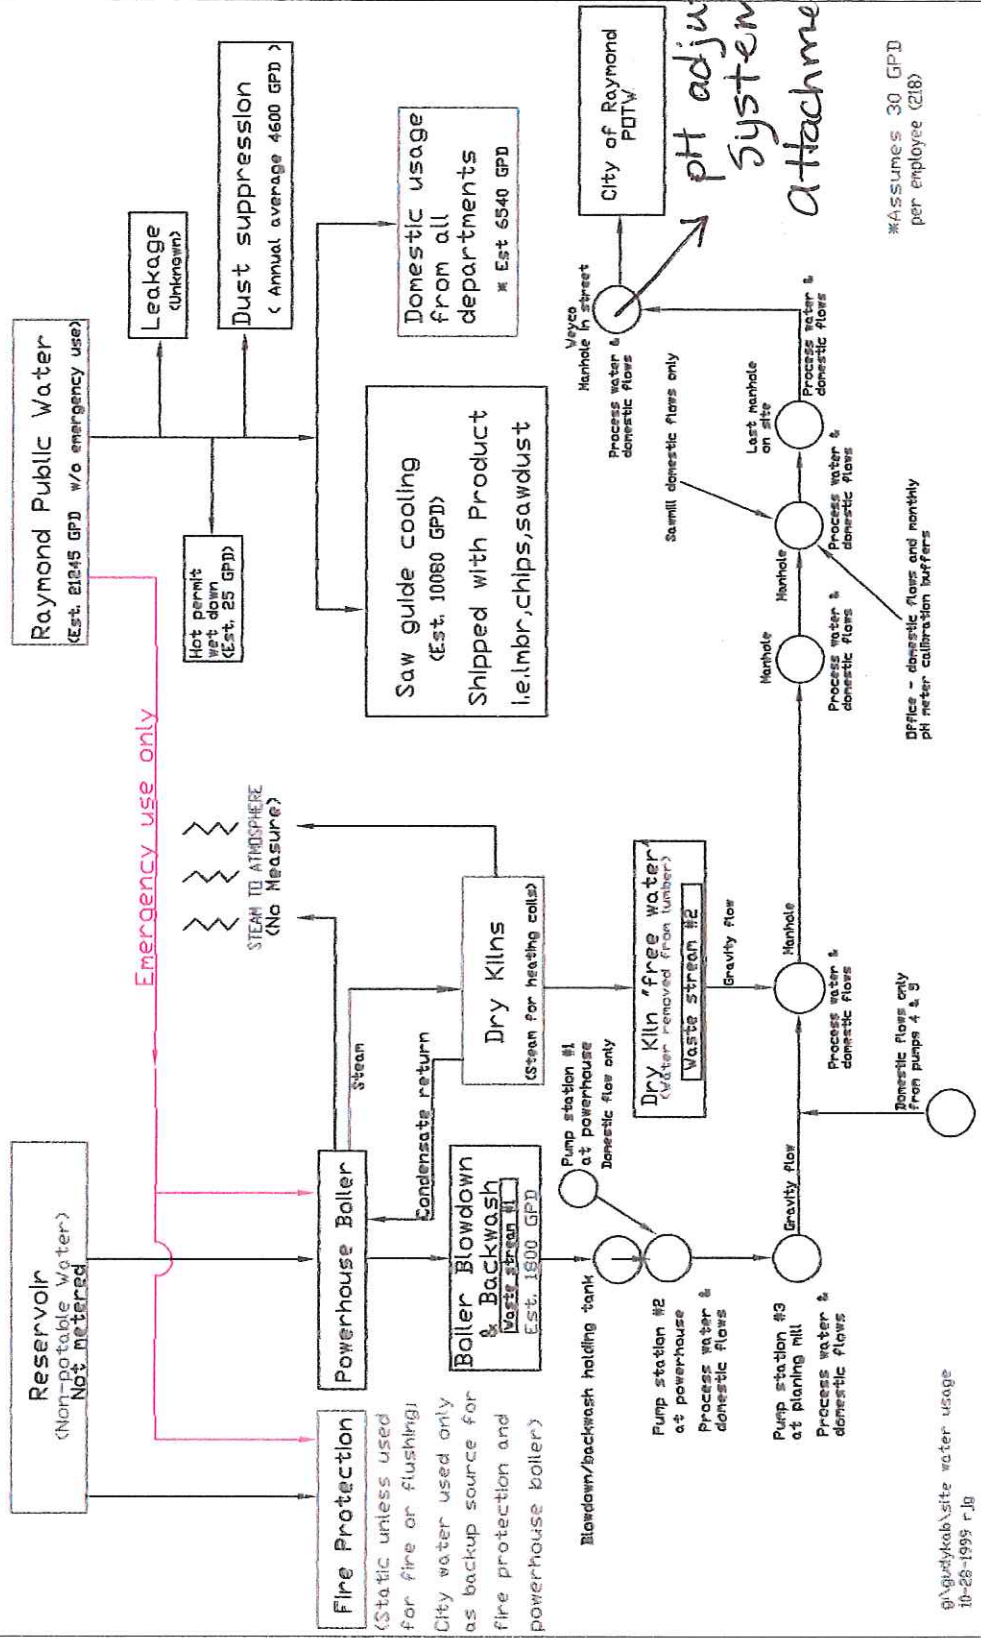 Reservoir
(Non-potable Water)
Not metered
Raymond Public Water
(Est. 21245 GPD w/o emergency use)
Emergency use only
Leakage
(Unknown)
Hot permit
wet down
(Est. 25 GPD)
Dust suppression
( Annual average 4600 GPD )
STEAM TO ATMOSPHERE
(No Measure)
Fire Protection
(Static unless used
for fire or flushing;
City water used only
as backup source for
fire protection and
powerhouse boiler)
Powerhouse Boiler
Steam
Condensate return
Dry Kilns
(Steam for heating coils)
Saw guide cooling
(Est. 10080 GPD)
Shipped with Product
i.e.lmbr,chips,sawdust
Domestic usage
from all
departments
* Est 6540 GPD
Boiler Blowdown
& Backwash
Waste stream #1
Est. 1800 GPD
Pump station #1
at powerhouse
Domestic flow only
Dry Kiln "free water"
(Water removed from lumber)
Waste stream #2
Gravity flow
Blowdown/backwash holding tank
Pump station #2
at powerhouse
Process water &
domestic flows
Pump station #3
at planing mill
Process water &
domestic flows
Gravity flow
Domestic flows only
from pumps 4 & 5
Manhole
Process water &
domestic flows
Manhole
Process water &
domestic flows
Manhole
Process water &
domestic flows
Sawmill domestic flows only
Office - domestic flows and monthly
pH meter calibration buffers
Last manhole
on site
Process water &
domestic flows
Weyco
Manhole in street
Process water &
domestic flows
City of Raymond
POTW
pH adju
System
attachme
*Assumes 30 GPD
per employee (218)
g:\gudykab\site water usage
10-28-1999 rjg